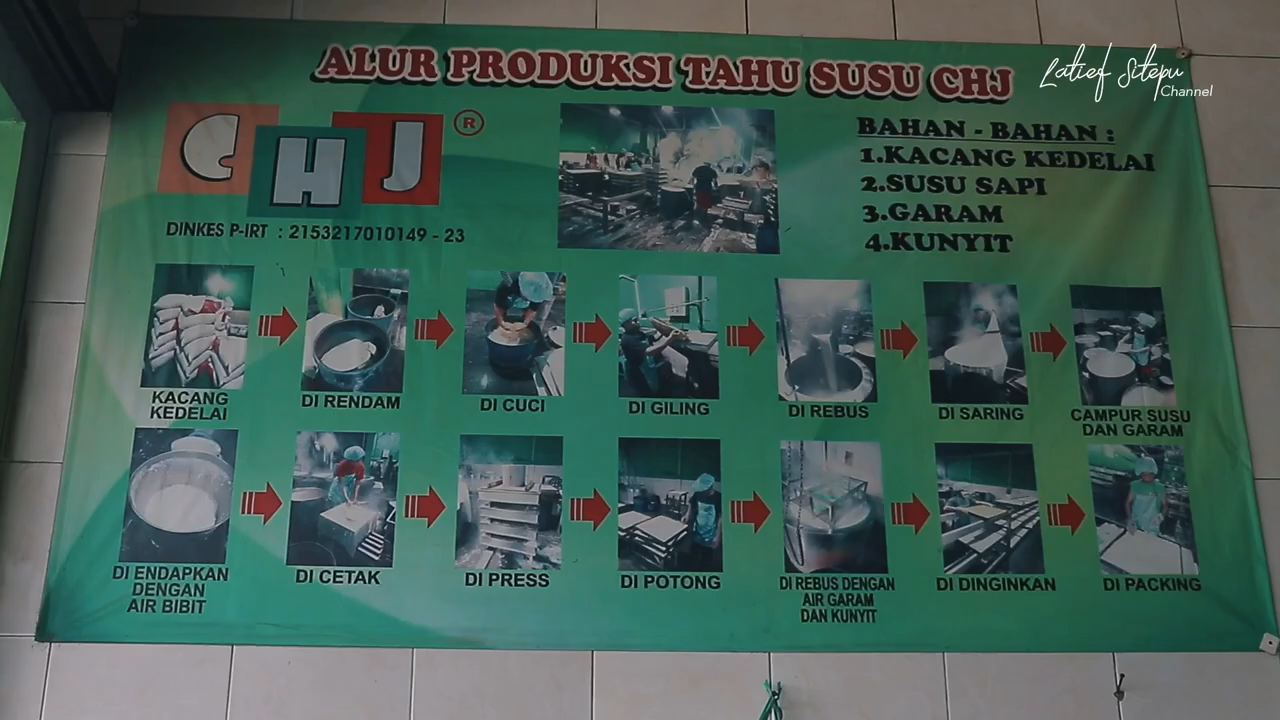 ALUR PRODUKSI TAHU SUSU CHJ
Latief Sitepu
Channel
CHJ ®
DINKES P-IRT : 2153217010149 - 23
BAHAN - BAHAN :
1.KACANG KEDELAI
2.SUSU SAPI
3.GARAM
4.KUNYIT
KACANG
KEDELAI
DI RENDAM
DI CUCI
DI GILING
DI REBUS
DI SARING
CAMPUR SUSU
DAN GARAM
DI ENDAPKAN
DENGAN
AIR BIBIT
DI CETAK
DI PRESS
DI POTONG
DI REBUS DENGAN
AIR GARAM
DAN KUNYIT
DI DINGINKAN
DI PACKING